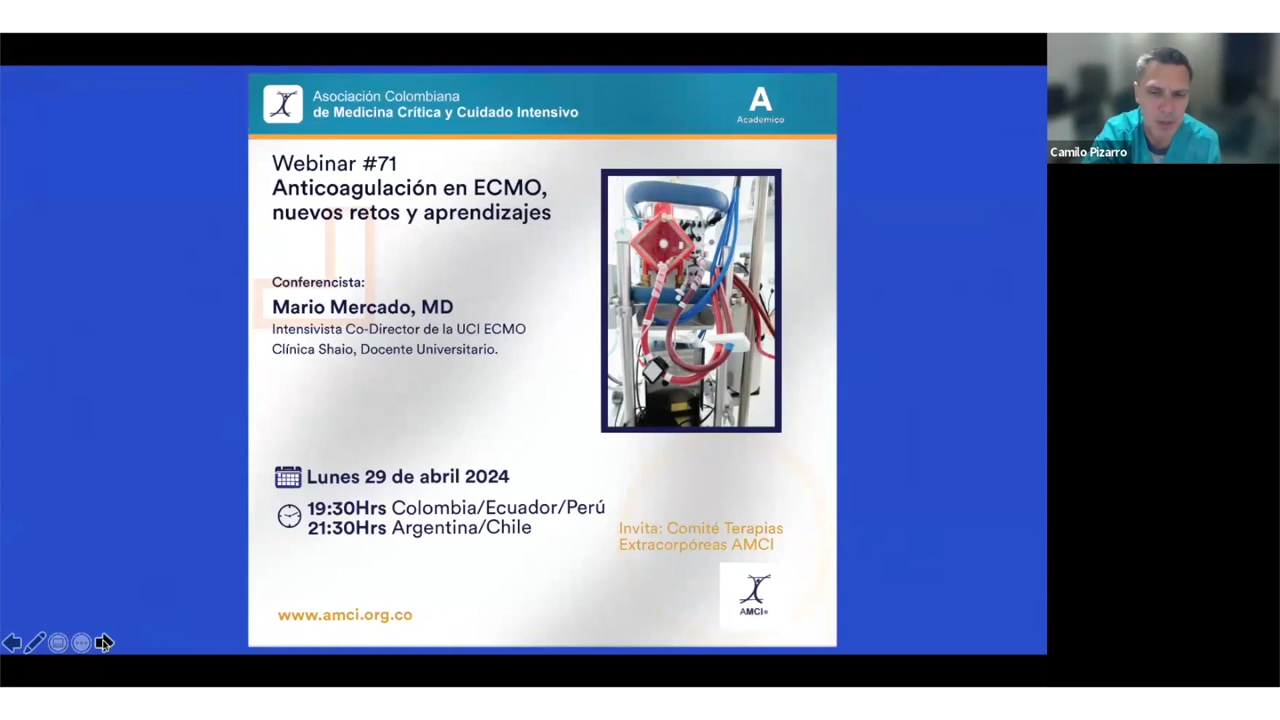 Asociación Colombiana
de Medicina Crítica y Cuidado Intensivo
A
Académico
Webinar #71
Anticoagulación en ECMO,
nuevos retos y aprendizajes
Conferencista:
Mario Mercado, MD
Intensivista Co-Director de la UCI ECMO
Clínica Shaio, Docente Universitario.
Lunes 29 de abril 2024
19:30Hrs Colombia/Ecuador/Perú
21:30Hrs Argentina/Chile
Invita: Comité Terapias
Extracorpóreas AMCI
AMCI®
www.amci.org.co
Camilo Pizarro